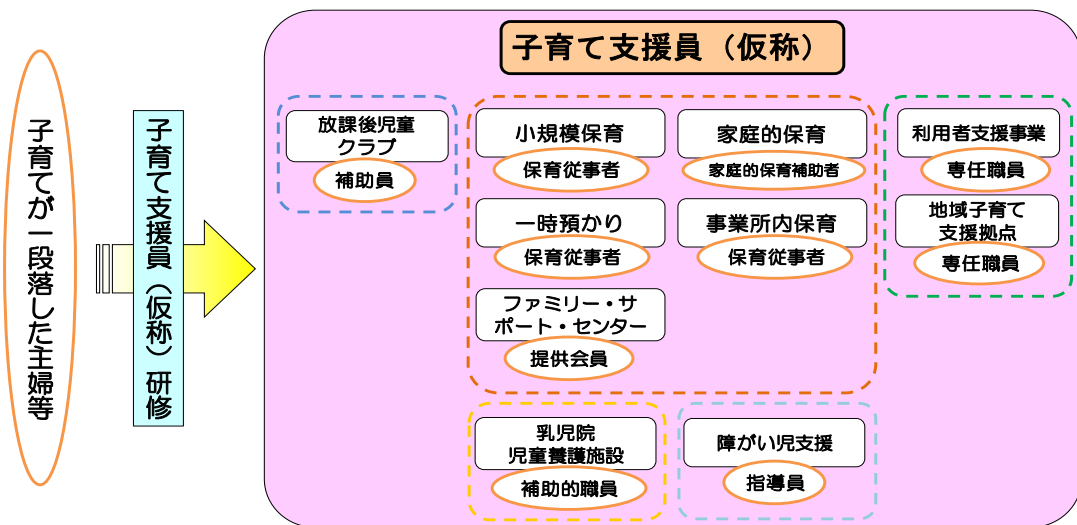 子育てが一段落した主婦等
子育て支援員（仮称）研修
子育て支援員（仮称）
放課後児童
クラブ
補助員
小規模保育
保育従事者
家庭的保育
家庭的保育補助者
一時預かり
保育従事者
事業所内保育
保育従事者
ファミリー・サ
ポート・センター
提供会員
利用者支援事業
専任職員
地域子育て
支援拠点
専任職員
乳児院
児童養護施設
補助的職員
障がい児支援
指導員